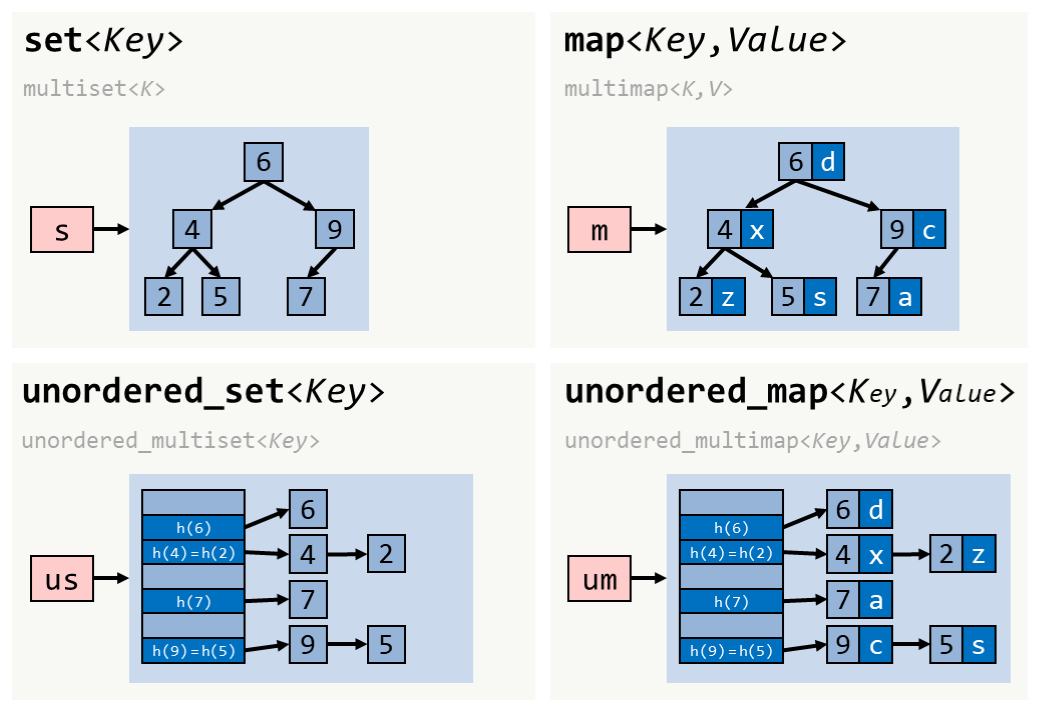 set<Key>
multiset<K>
s
6
4 9
2 5 7
map<Key,Value>
multimap<K,V>
m
6 d
4 x 9 c
2 z 5 s 7 a
unordered_set<Key>
unordered_multiset<Key>
us
h(6)
h(4)=h(2)
h(7)
h(9)=h(5)
6
4 2
7
9 5
unordered_map<Key,Value>
unordered_multimap<Key,Value>
um
h(6)
h(4)=h(2)
h(7)
h(9)=h(5)
6 d
4 x 2 z
7 a
9 c 5 s